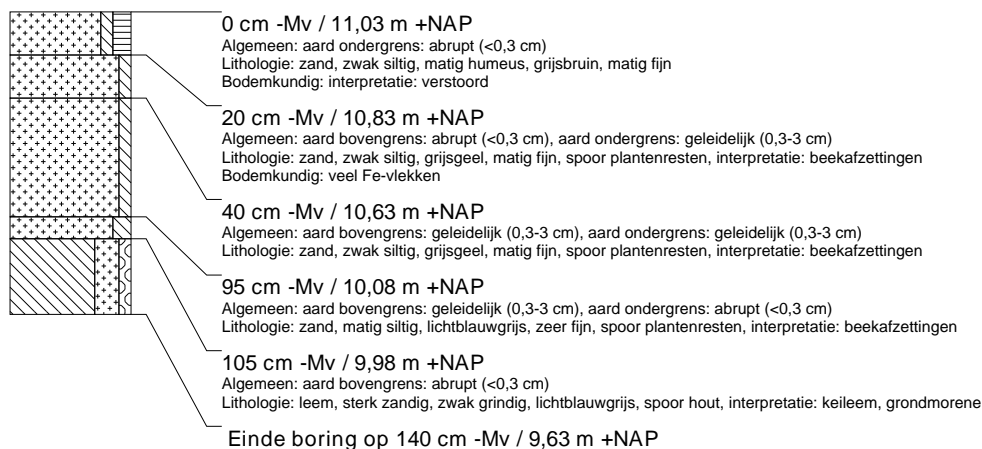 0 cm -Mv / 11,03 m +NAP
Algemeen: aard ondergrens: abrupt (<0,3 cm)
Lithologie: zand, zwak siltig, matig humeus, grijsbruin, matig fijn
Bodemkundig: interpretatie: verstoord
20 cm -Mv / 10,83 m +NAP
Algemeen: aard bovengrens: abrupt (<0,3 cm), aard ondergrens: geleidelijk (0,3-3 cm)
Lithologie: zand, zwak siltig, grijsgeel, matig fijn, spoor plantenresten, interpretatie: beekafzettingen
Bodemkundig: veel Fe-vlekken
40 cm -Mv / 10,63 m +NAP
Algemeen: aard bovengrens: geleidelijk (0,3-3 cm), aard ondergrens: geleidelijk (0,3-3 cm)
Lithologie: zand, zwak siltig, grijsgeel, matig fijn, spoor plantenresten, interpretatie: beekafzettingen
95 cm -Mv / 10,08 m +NAP
Algemeen: aard bovengrens: geleidelijk (0,3-3 cm), aard ondergrens: abrupt (<0,3 cm)
Lithologie: zand, matig siltig, lichtblauwgrijs, zeer fijn, spoor plantenresten, interpretatie: beekafzettingen
105 cm -Mv / 9,98 m +NAP
Algemeen: aard bovengrens: abrupt (<0,3 cm)
Lithologie: leem, sterk zandig, zwak grindig, lichtblauwgrijs, spoor hout, interpretatie: keileem, grondmorene
Einde boring op 140 cm -Mv / 9,63 m +NAP